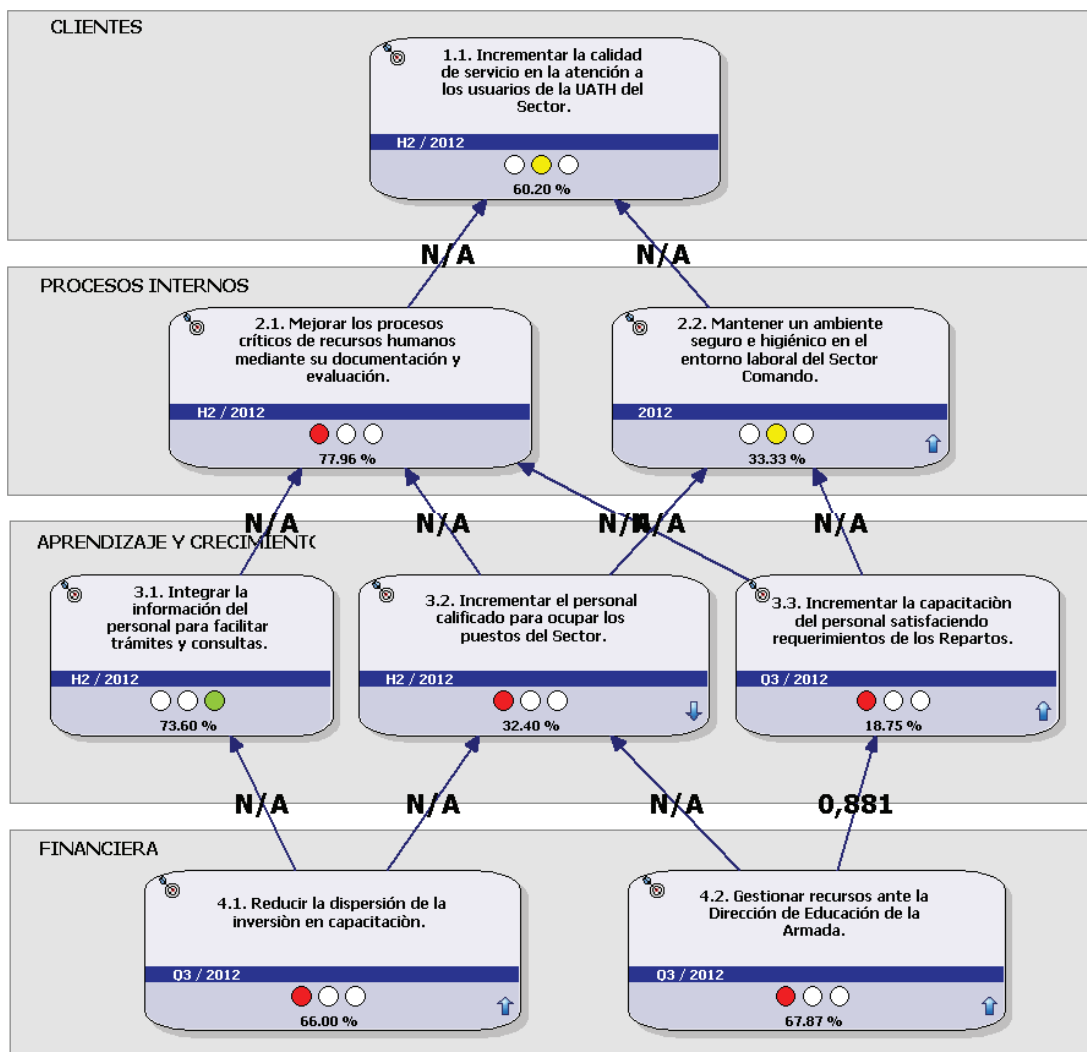 CLIENTES
1.1. Incrementar la calidad
de servicio en la atención a
los usuarios de la UATH del
Sector.
H2 / 2012
60.20 %
N/A
N/A
PROCESOS INTERNOS
2.1. Mejorar los procesos
críticos de recursos humanos
mediante su documentación y
evaluación.
H2 / 2012
77.96 %
2.2. Mantener un ambiente
seguro e higiénico en el
entorno laboral del Sector
Comando.
2012
33.33 %
N/A
N/A
N/A
N/A
N/A
APRENDIZAJE Y CRECIMIENTO
3.1. Integrar la
información del
personal para facilitar
trámites y consultas.
H2 / 2012
73.60 %
3.2. Incrementar el personal
calificado para ocupar los
puestos del Sector.
H2 / 2012
32.40 %
3.3. Incrementar la capacitaciòn
del personal satisfaciendo
requerimientos de los Repartos.
Q3 / 2012
18.75 %
N/A
N/A
N/A
0,881
FINANCIERA
4.1. Reducir la dispersión de la
inversiòn en capacitaciòn.
Q3 / 2012
66.00 %
4.2. Gestionar recursos ante la
Dirección de Educación de la
Armada.
Q3 / 2012
67.87 %